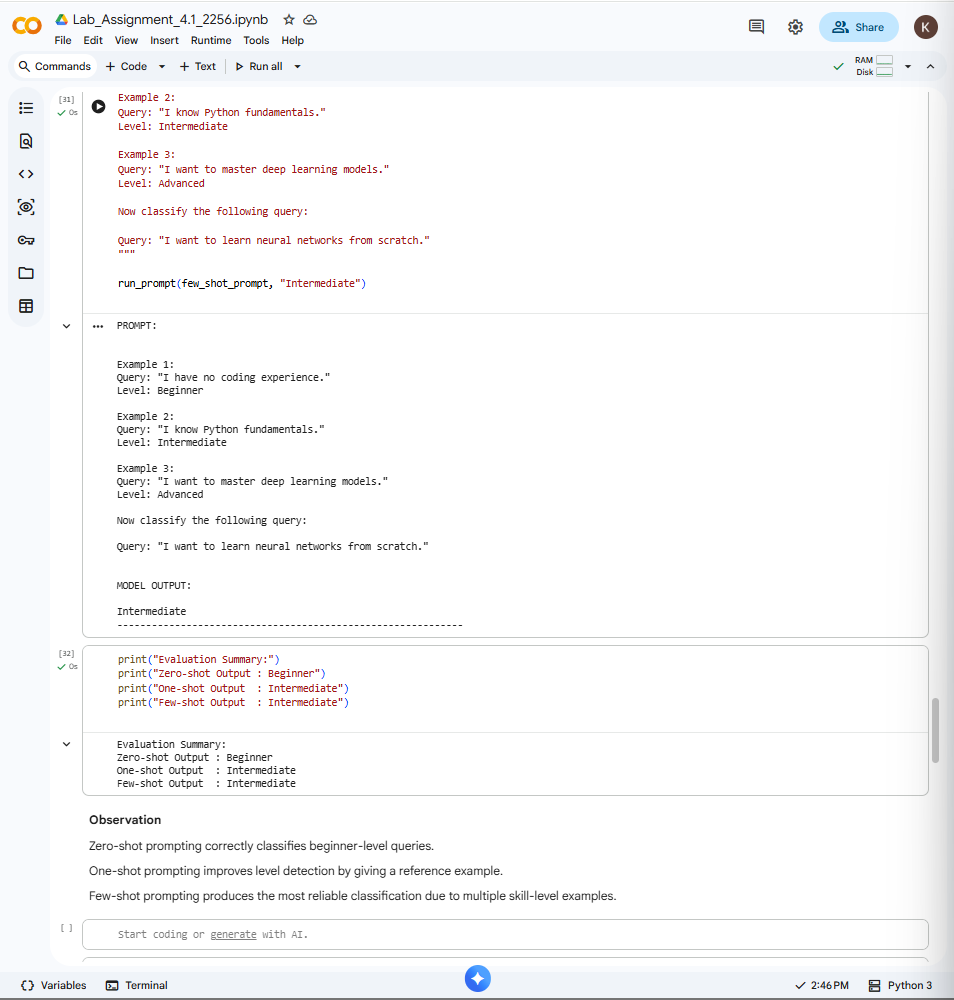 Lab_Assignment_4.1_2256.ipynb
File Edit View Insert Runtime Tools Help
Share
K
Commands + Code + Text Run all
RAM
Disk
[31]
0s
Example 2:
Query: "I know Python fundamentals."
Level: Intermediate
Example 3:
Query: "I want to master deep learning models."
Level: Advanced
Now classify the following query:
Query: "I want to learn neural networks from scratch."
"""
run_prompt(few_shot_prompt, "Intermediate")
PROMPT:
Example 1:
Query: "I have no coding experience."
Level: Beginner
Example 2:
Query: "I know Python fundamentals."
Level: Intermediate
Example 3:
Query: "I want to master deep learning models."
Level: Advanced
Now classify the following query:
Query: "I want to learn neural networks from scratch."
MODEL OUTPUT:
Intermediate
------------------------------------------------------------
[32]
0s
print("Evaluation Summary:")
print("Zero-shot Output : Beginner")
print("One-shot Output  : Intermediate")
print("Few-shot Output  : Intermediate")
Evaluation Summary:
Zero-shot Output : Beginner
One-shot Output  : Intermediate
Few-shot Output  : Intermediate
Observation
Zero-shot prompting correctly classifies beginner-level queries.
One-shot prompting improves level detection by giving a reference example.
Few-shot prompting produces the most reliable classification due to multiple skill-level examples.
[ ]
Start coding or generate with AI.
Variables Terminal
2:46 PM Python 3